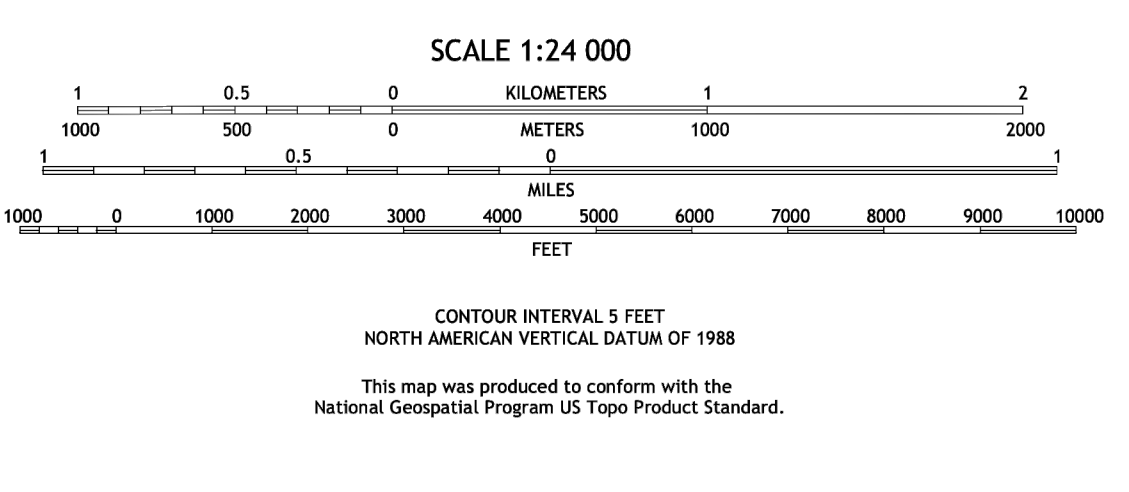 SCALE 1:24 000
1 0.5 0 KILOMETERS 1 2
1000 500 0 METERS 1000 2000
1 0.5 0 1
MILES
1000 0 1000 2000 3000 4000 5000 6000 7000 8000 9000 10000
FEET
CONTOUR INTERVAL 5 FEET
NORTH AMERICAN VERTICAL DATUM OF 1988
This map was produced to conform with the
National Geospatial Program US Topo Product Standard.